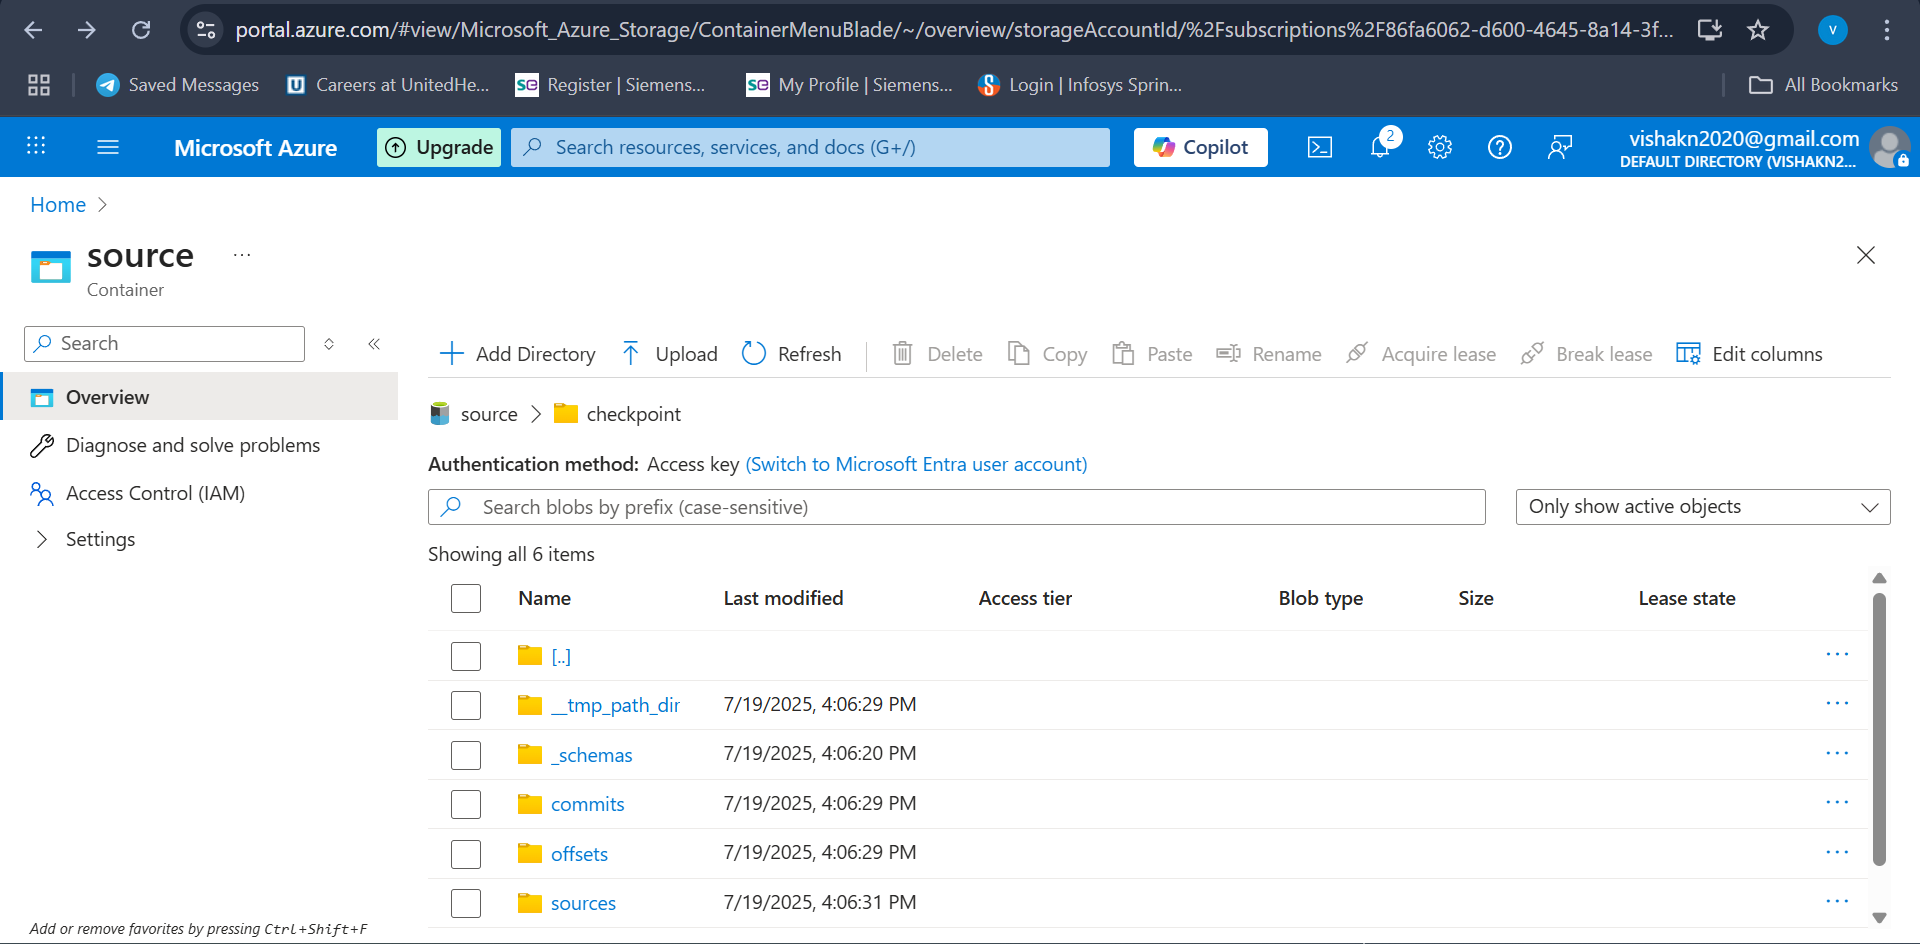 portal.azure.com/#view/Microsoft_Azure_Storage/ContainerMenuBlade/~/overview/storageAccountId/%2Fsubscriptions%2F86fa6062-d600-4645-8a14-3f...
V
Saved Messages
Careers at UnitedHe...
Register | Siemens...
My Profile | Siemens...
Login | Infosys Sprin...
All Bookmarks
Microsoft Azure
Upgrade
Search resources, services, and docs (G+/)
Copilot
2
vishakn2020@gmail.com
DEFAULT DIRECTORY (VISHAKN2...
Home
source
...
Container
Search
Overview
Diagnose and solve problems
Access Control (IAM)
Settings
Add or remove favorites by pressing Ctrl+Shift+F
Add Directory Upload Refresh Delete Copy Paste Rename Acquire lease Break lease Edit columns
source > checkpoint
Authentication method: Access key (Switch to Microsoft Entra user account)
Search blobs by prefix (case-sensitive)
Only show active objects
Showing all 6 items
Name Last modified Access tier Blob type Size Lease state
[..] ...
__tmp_path_dir 7/19/2025, 4:06:29 PM ...
_schemas 7/19/2025, 4:06:20 PM ...
commits 7/19/2025, 4:06:29 PM ...
offsets 7/19/2025, 4:06:29 PM ...
sources 7/19/2025, 4:06:31 PM ...